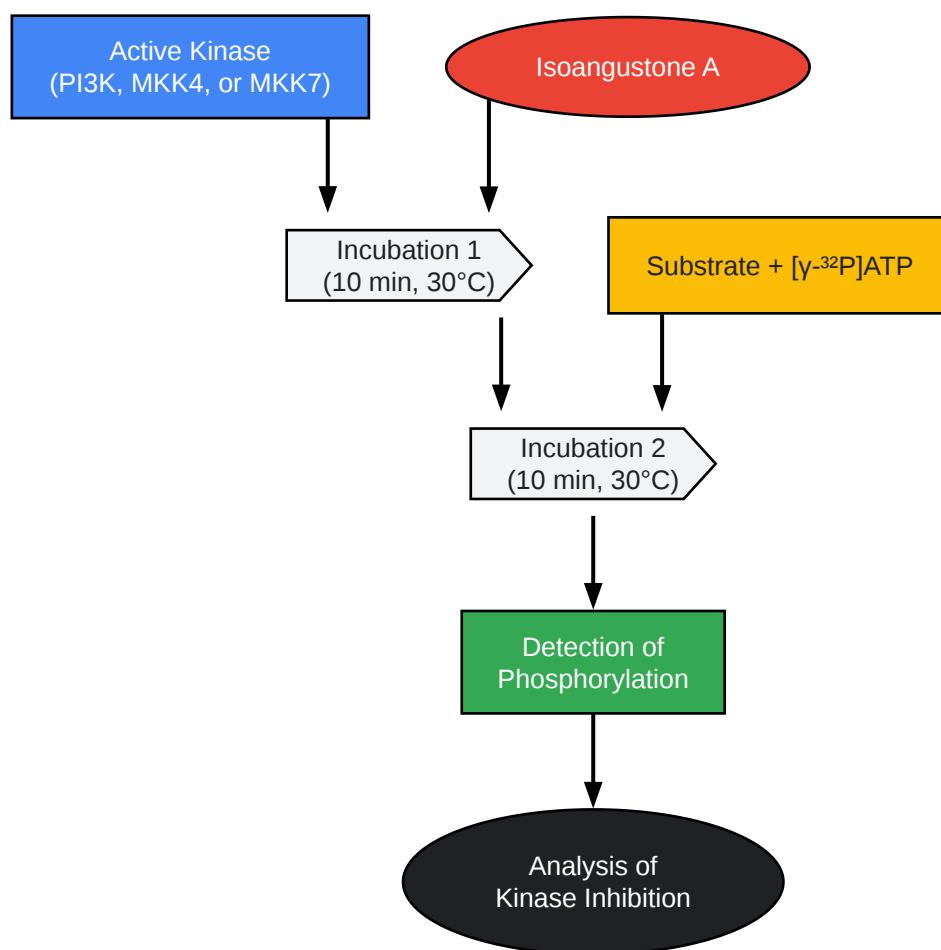 Active Kinase
(PI3K, MKK4, or MKK7)
Isoangustone A
Incubation 1
(10 min, 30°C)
Substrate + [γ-³²P]ATP
Incubation 2
(10 min, 30°C)
Detection of
Phosphorylation
Analysis of
Kinase Inhibition